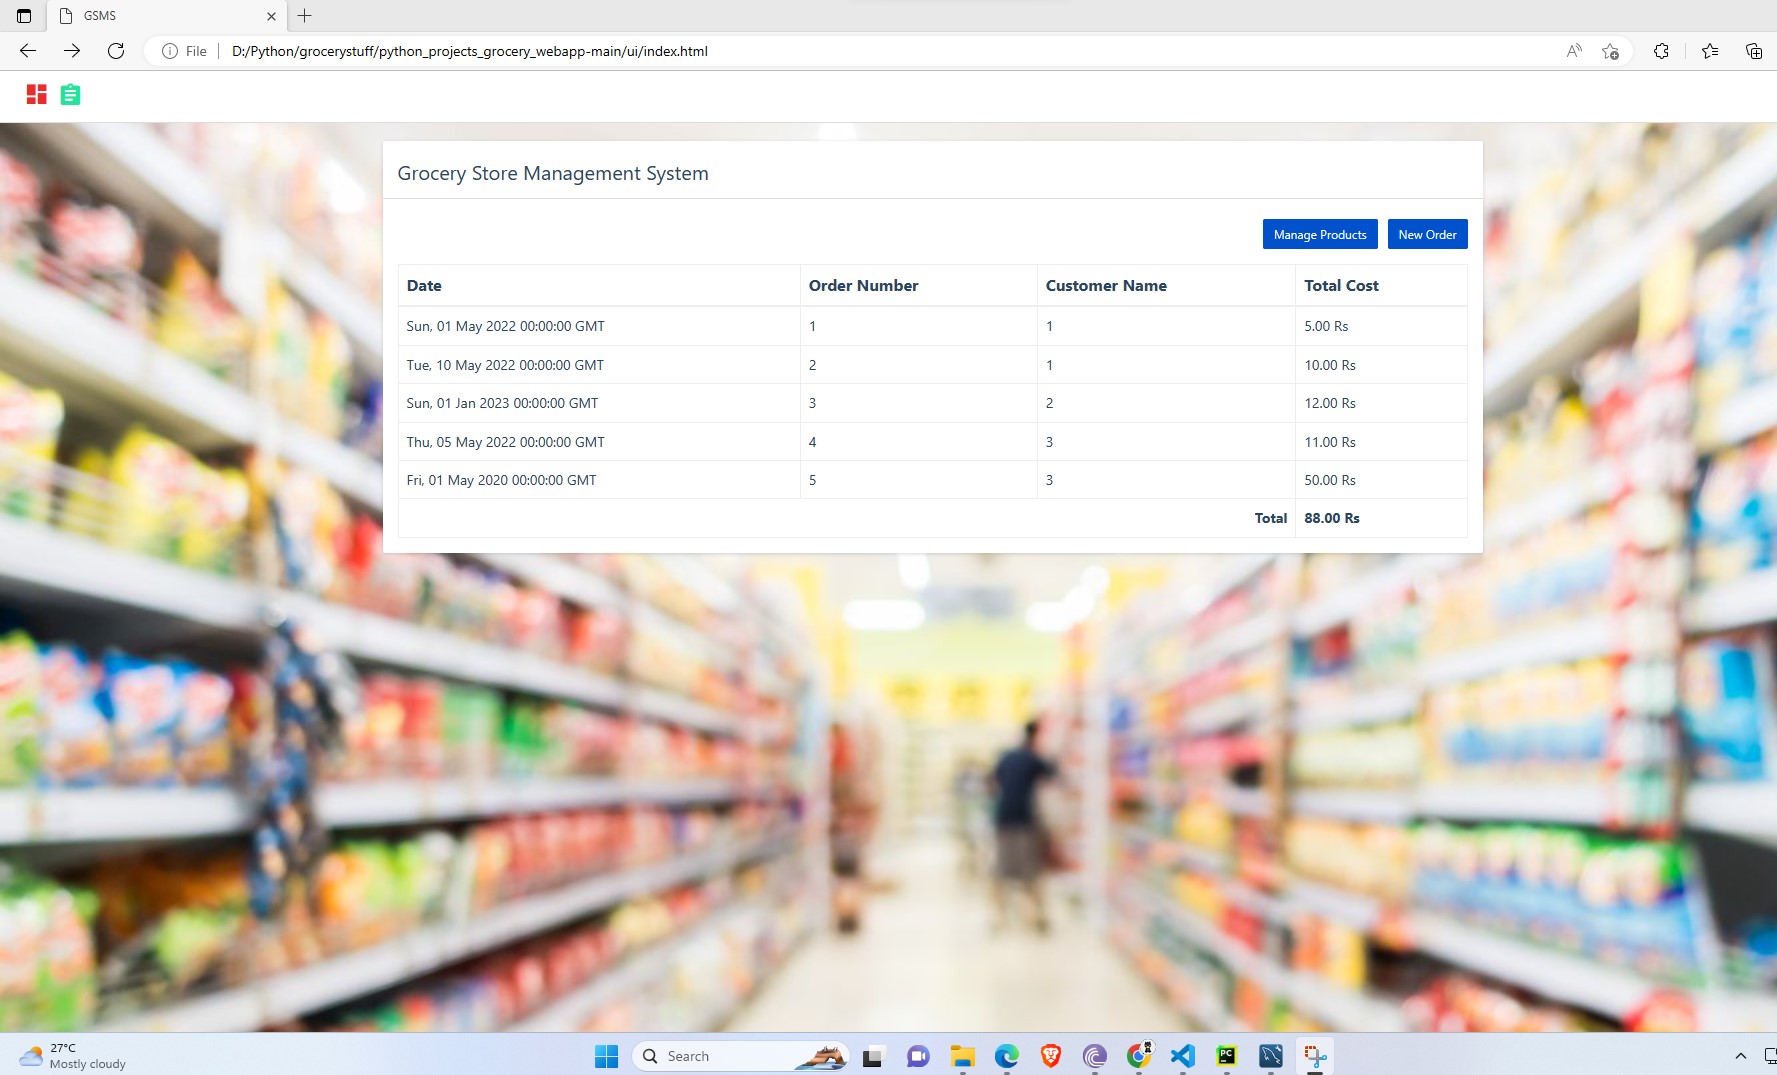 GSMS
File D:/Python/grocerystuff/python_projects_grocery_webapp-main/ui/index.html
Grocery Store Management System
Manage Products New Order
Date Order Number Customer Name Total Cost
Sun, 01 May 2022 00:00:00 GMT 1 1 5.00 Rs
Tue, 10 May 2022 00:00:00 GMT 2 1 10.00 Rs
Sun, 01 Jan 2023 00:00:00 GMT 3 2 12.00 Rs
Thu, 05 May 2022 00:00:00 GMT 4 3 11.00 Rs
Fri, 01 May 2020 00:00:00 GMT 5 3 50.00 Rs
Total 88.00 Rs
27°C
Mostly cloudy
Search
PC